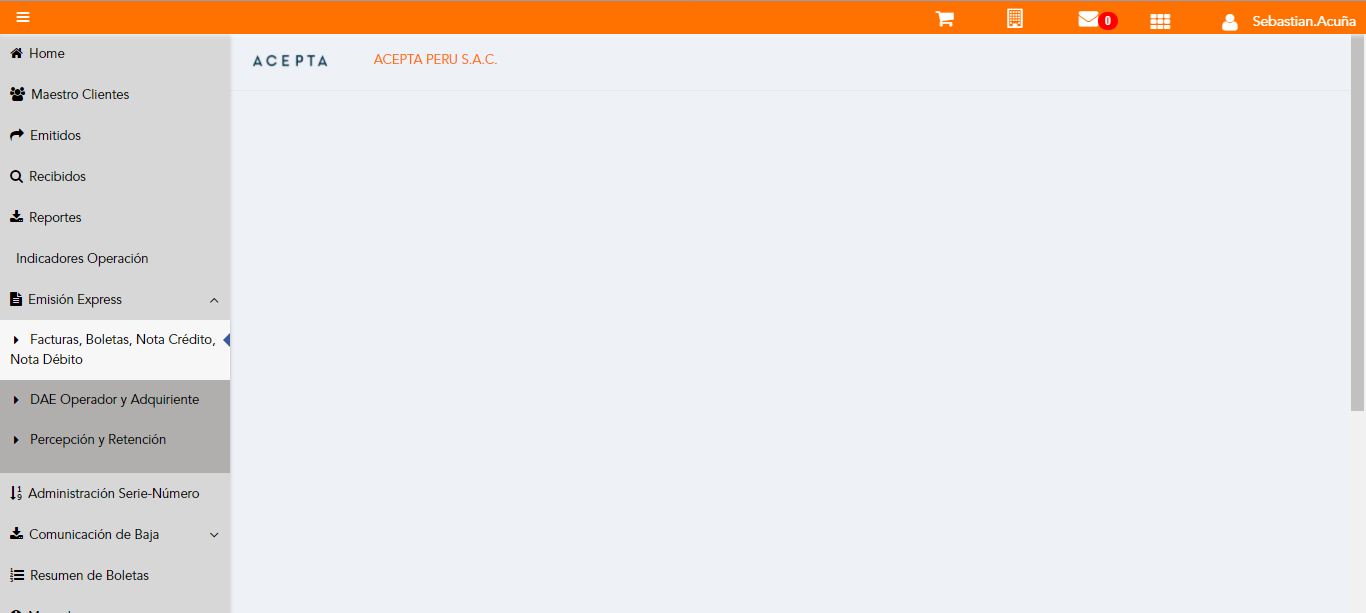 0
Sebastian.Acuña
Home
ACEPTA
ACEPTA PERU S.A.C.
Maestro Clientes
Emitidos
Recibidos
Reportes
Indicadores Operación
Emisión Express
Facturas, Boletas, Nota Crédito,
Nota Débito
DAE Operador y Adquiriente
Percepción y Retención
Administración Serie-Número
Comunicación de Baja
Resumen de Boletas